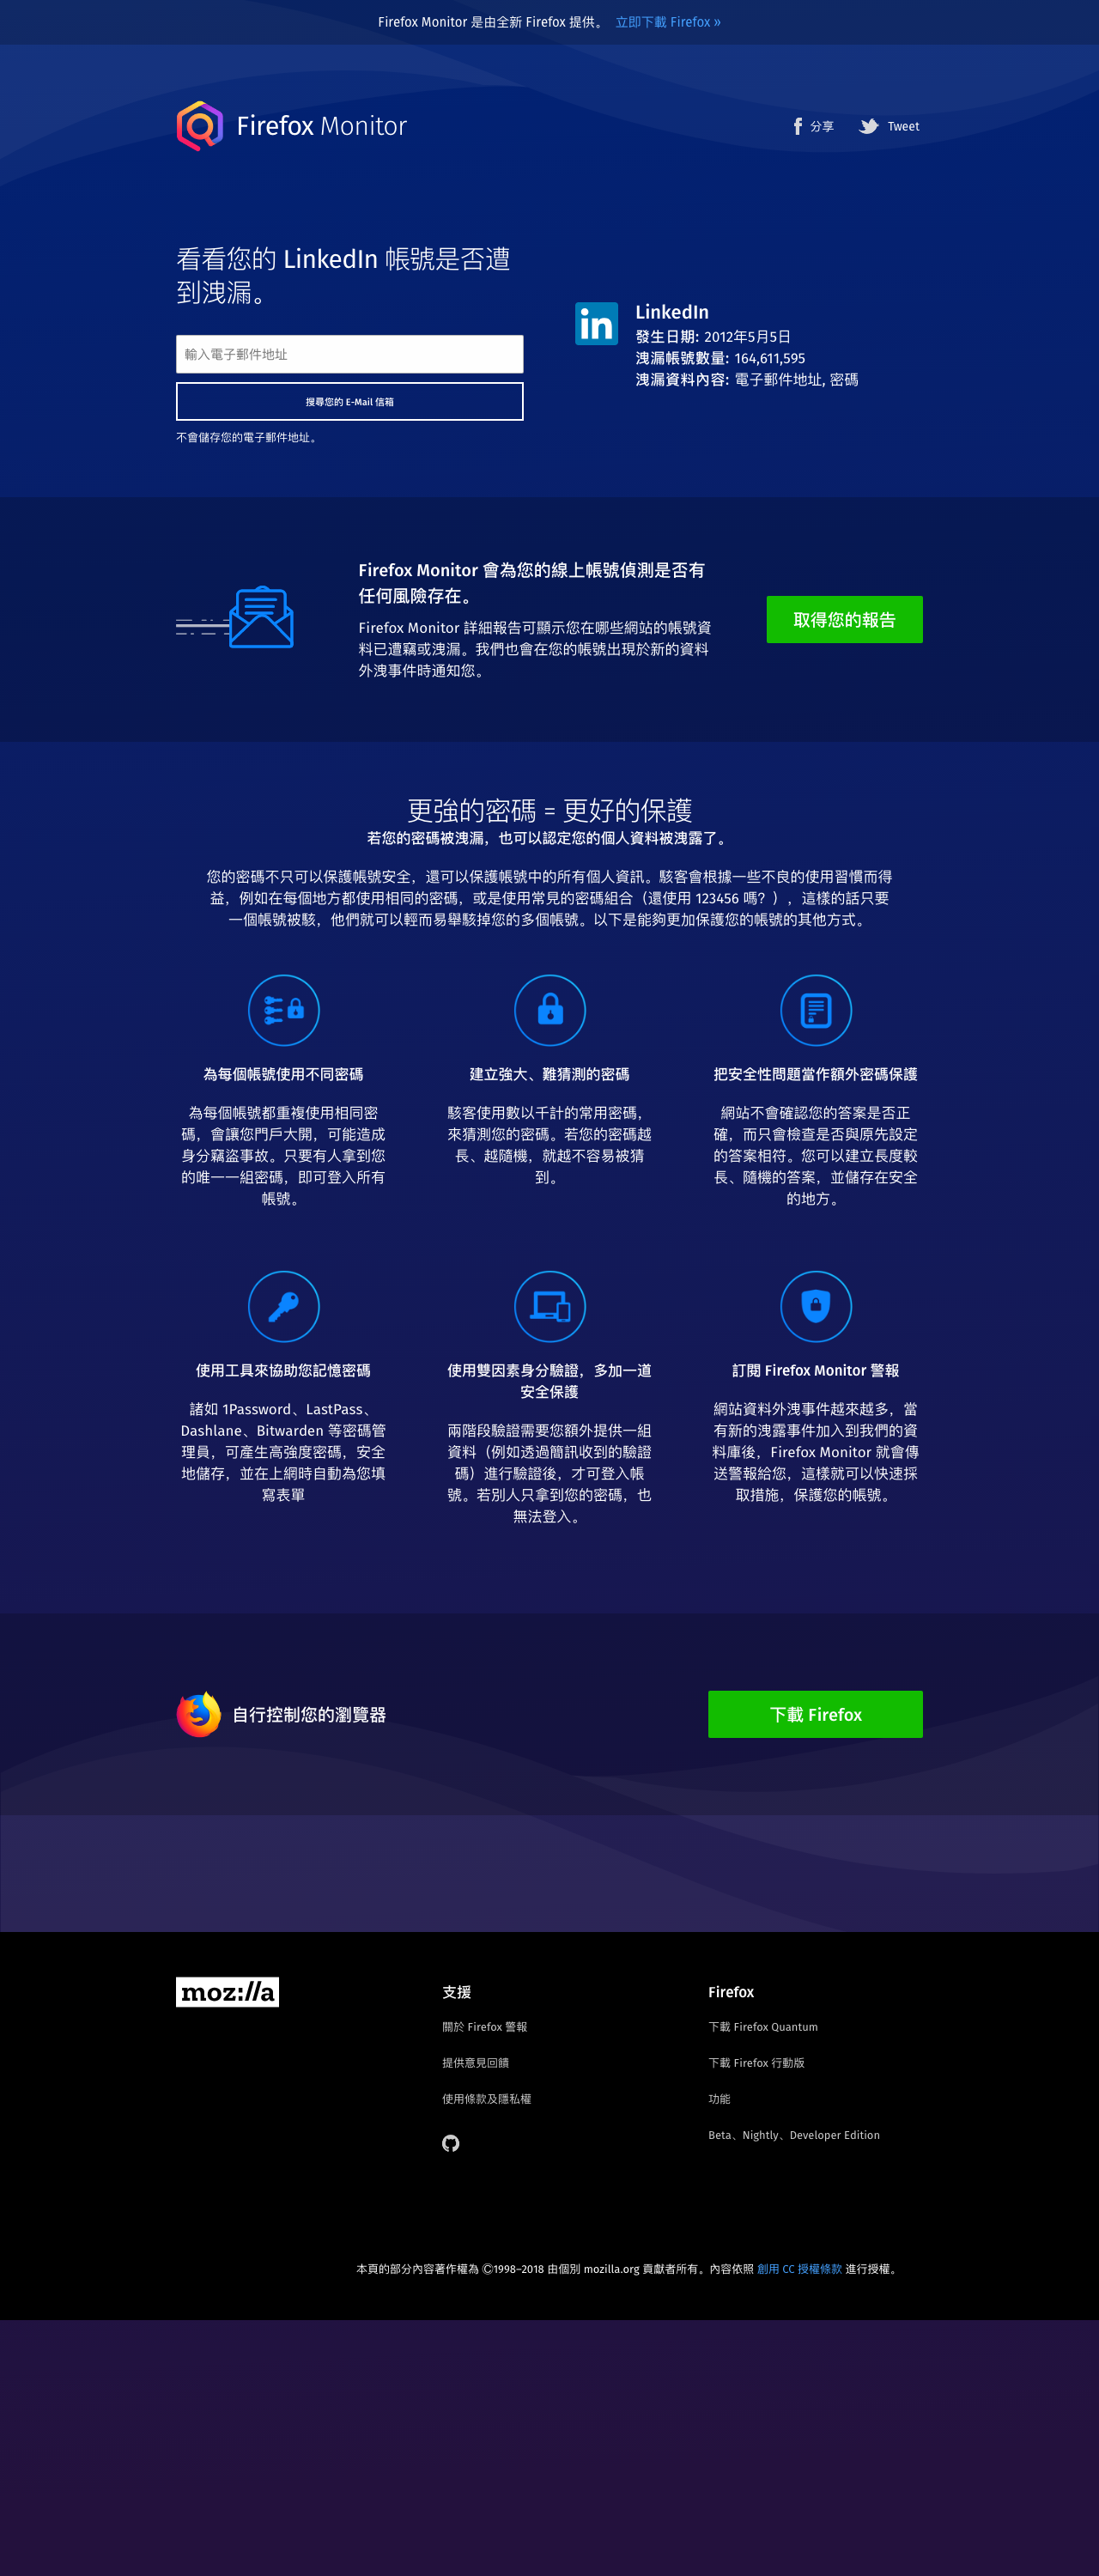 Firefox Monitor 是由全新 Firefox 提供。 立即下載 Firefox »
Firefox Monitor
分享
Tweet
看看您的 LinkedIn 帳號是否遭
到洩漏。
輸入電子郵件地址
搜尋您的 E-Mail 信箱
不會儲存您的電子郵件地址。
in
LinkedIn
發生日期: 2012年5月5日
洩漏帳號數量: 164,611,595
洩漏資料內容: 電子郵件地址, 密碼
Firefox Monitor 會為您的線上帳號偵測是否有
任何風險存在。
Firefox Monitor 詳細報告可顯示您在哪些網站的帳號資
料已遭竊或洩漏。我們也會在您的帳號出現於新的資料
外洩事件時通知您。
取得您的報告
更強的密碼 = 更好的保護
若您的密碼被洩漏，也可以認定您的個人資料被洩露了。
您的密碼不只可以保護帳號安全，還可以保護帳號中的所有個人資訊。駭客會根據一些不良的使用習慣而得
益，例如在每個地方都使用相同的密碼，或是使用常見的密碼組合（還使用 123456 嗎？），這樣的話只要
一個帳號被駭，他們就可以輕而易舉駭掉您的多個帳號。以下是能夠更加保護您的帳號的其他方式。
為每個帳號使用不同密碼
為每個帳號都重複使用相同密
碼，會讓您門戶大開，可能造成
身分竊盜事故。只要有人拿到您
的唯一一組密碼，即可登入所有
帳號。
建立強大、難猜測的密碼
駭客使用數以千計的常用密碼，
來猜測您的密碼。若您的密碼越
長、越隨機，就越不容易被猜
到。
把安全性問題當作額外密碼保護
網站不會確認您的答案是否正
確，而只會檢查是否與原先設定
的答案相符。您可以建立長度較
長、隨機的答案，並儲存在安全
的地方。
使用工具來協助您記憶密碼
諸如 1Password、LastPass、
Dashlane、Bitwarden 等密碼管
理員，可產生高強度密碼，安全
地儲存，並在上網時自動為您填
寫表單
使用雙因素身分驗證，多加一道
安全保護
兩階段驗證需要您額外提供一組
資料（例如透過簡訊收到的驗證
碼）進行驗證後，才可登入帳
號。若別人只拿到您的密碼，也
無法登入。
訂閱 Firefox Monitor 警報
網站資料外洩事件越來越多，當
有新的洩露事件加入到我們的資
料庫後，Firefox Monitor 就會傳
送警報給您，這樣就可以快速採
取措施，保護您的帳號。
自行控制您的瀏覽器
下載 Firefox
moz://a
支援
關於 Firefox 警報
提供意見回饋
使用條款及隱私權
Firefox
下載 Firefox Quantum
下載 Firefox 行動版
功能
Beta、Nightly、Developer Edition
本頁的部分內容著作權為 ©1998–2018 由個別 mozilla.org 貢獻者所有。內容依照 創用 CC 授權條款 進行授權。